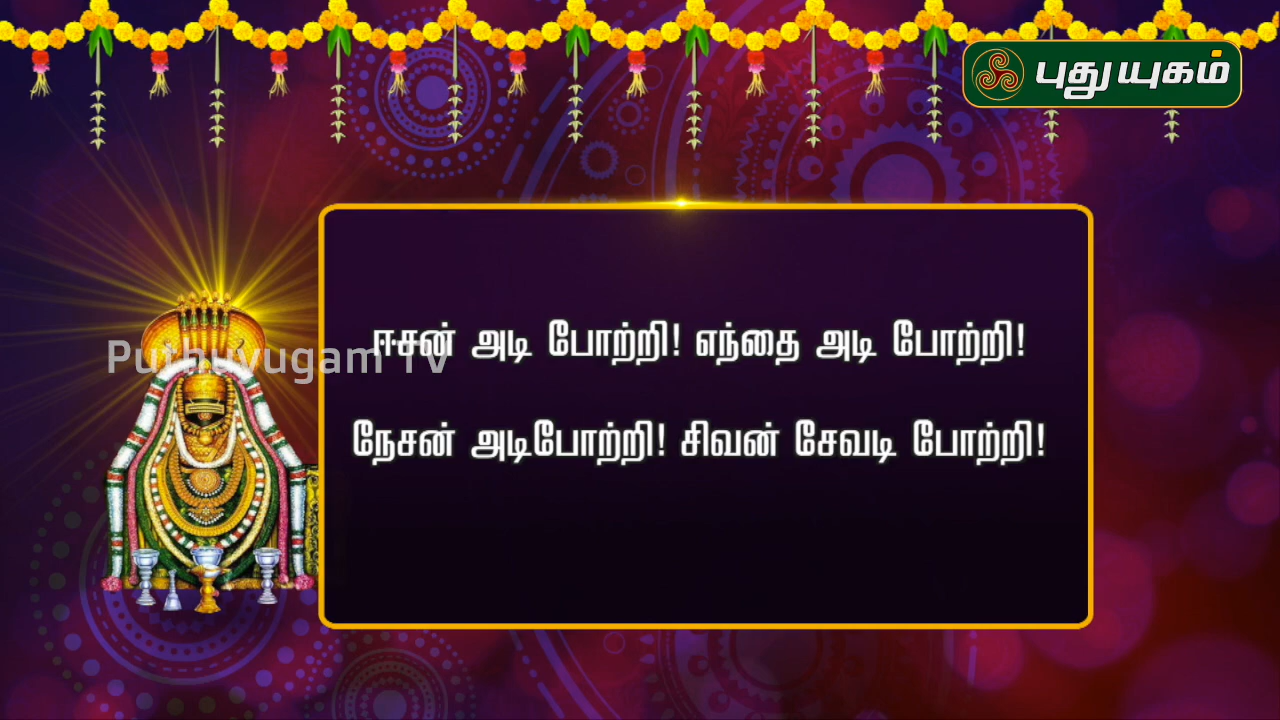 புதுயுகம்
ஈசன் அடி போற்றி! எந்தை அடி போற்றி!
Puthuyugam TV
நேசன் அடிபோற்றி! சிவன் சேவடி போற்றி!